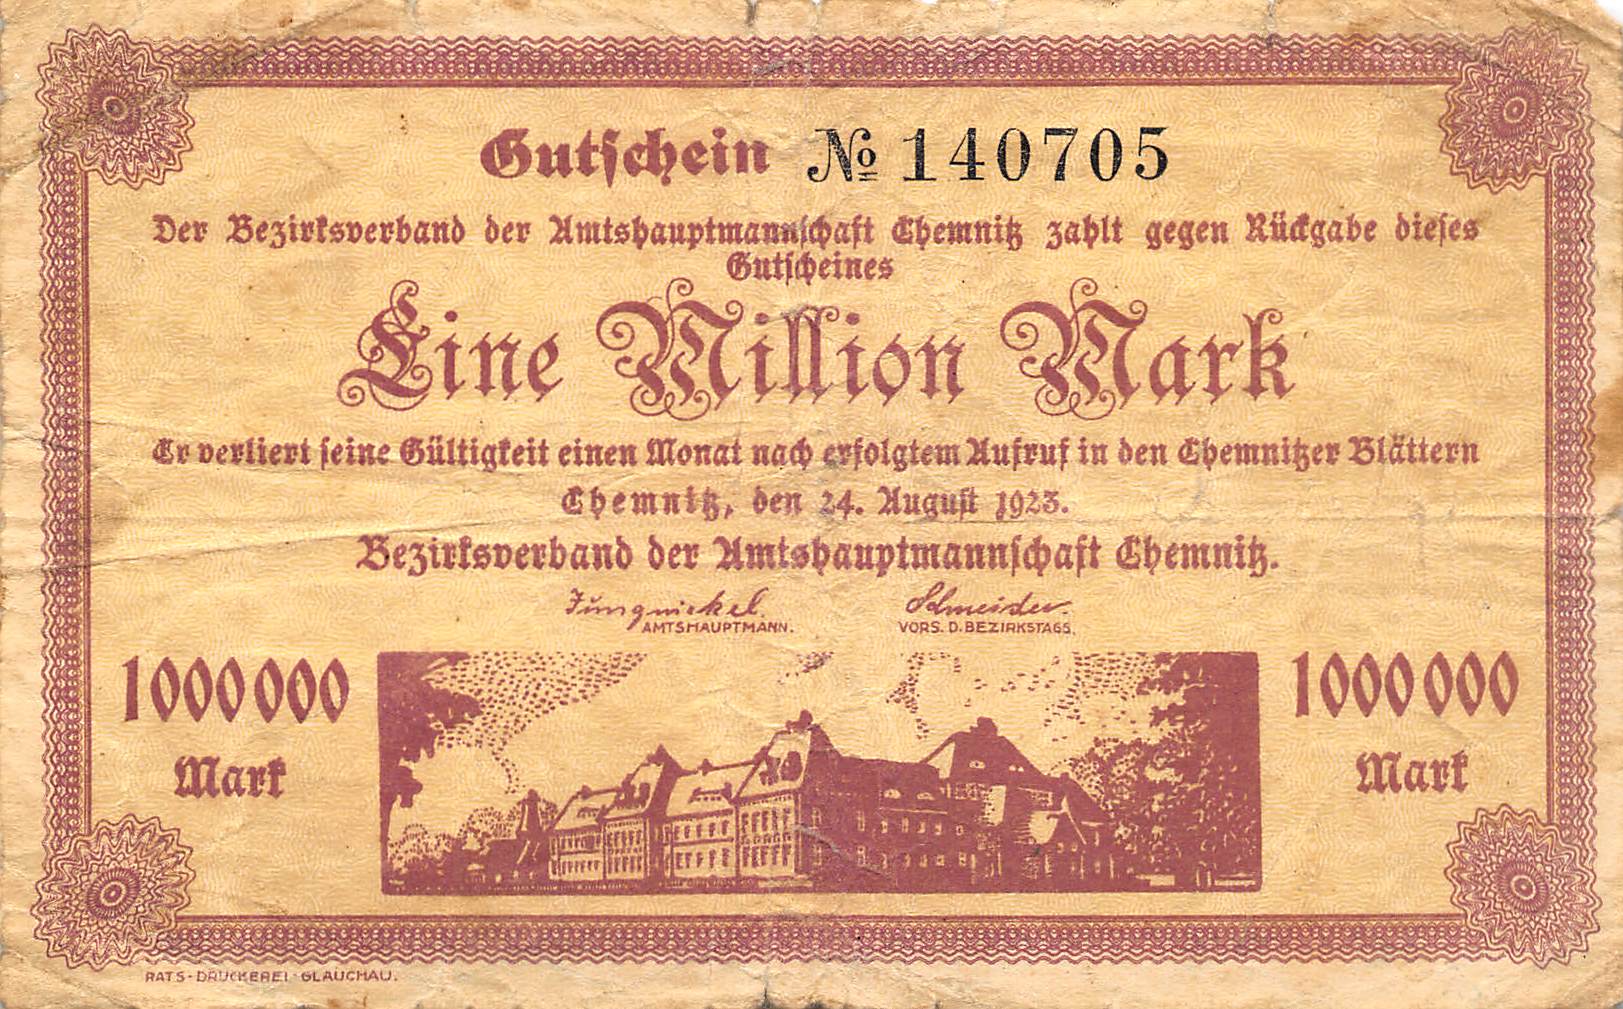 Gutschein № 140705
Der Bezirksverband der Amtshauptmannschaft Chemnitz zahlt gegen Rückgabe dieses
Gutscheines
Eine Million Mark
Er verliert seine Gültigkeit einen Monat nach erfolgtem Aufruf in den Chemnitzer Blättern
Chemnitz, den 24. August 1923.
Bezirksverband der Amtshauptmannschaft Chemnitz.
Jungnickel. Schneider.
AMTSHAUPTMANN. VORS. D. BEZIRKSTAGS.
1000000 1000000
Mark Mark
RATS-DRUCKEREI-GLAUCHAU.